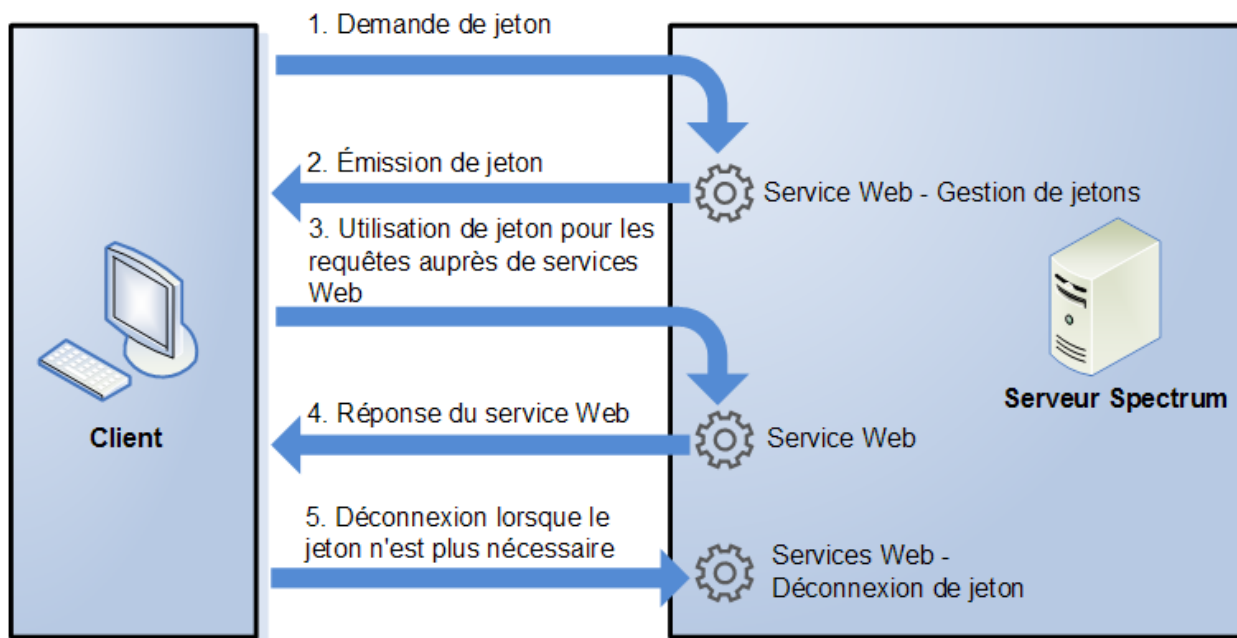 1. Demande de jeton
2. Émission de jeton
Service Web - Gestion de jetons
3. Utilisation de jeton pour les
requêtes auprès de services
Web
Serveur Spectrum
4. Réponse du service Web
Client
Service Web
5. Déconnexion lorsque le
jeton n'est plus nécessaire
Services Web -
Déconnexion de jeton